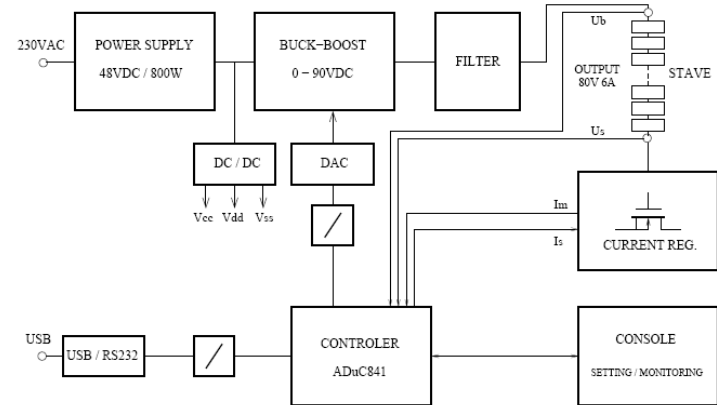 230VAC
POWER SUPPLY
48VDC / 800W
BUCK-BOOST
0 - 90VDC
FILTER
Ub
OUTPUT
80V 6A
STAVE
Us
DC / DC
Vcc Vdd Vss
DAC
Im
Is
CURRENT REG.
USB
USB / RS232
CONTROLER
ADuC841
CONSOLE
SETTING / MONITORING